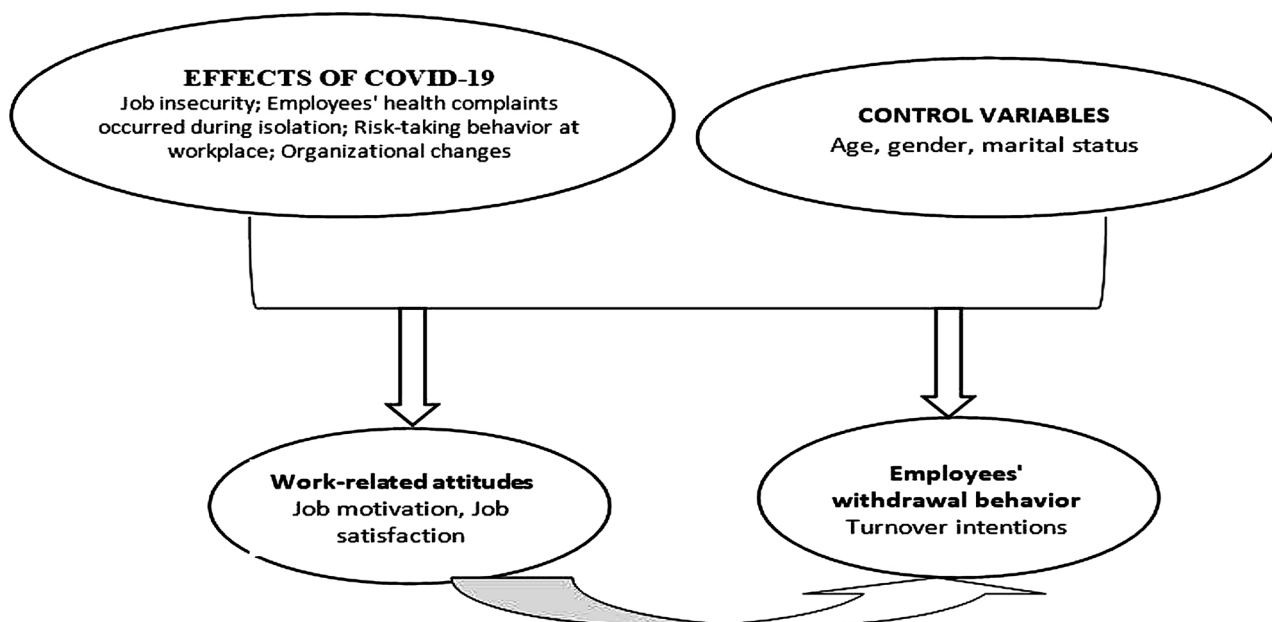 EFFECTS OF COVID-19
Job insecurity; Employees' health complaints
occurred during isolation; Risk-taking behavior at
workplace; Organizational changes
CONTROL VARIABLES
Age, gender, marital status
Work-related attitudes
Job motivation, Job
satisfaction
Employees'
withdrawal behavior
Turnover intentions